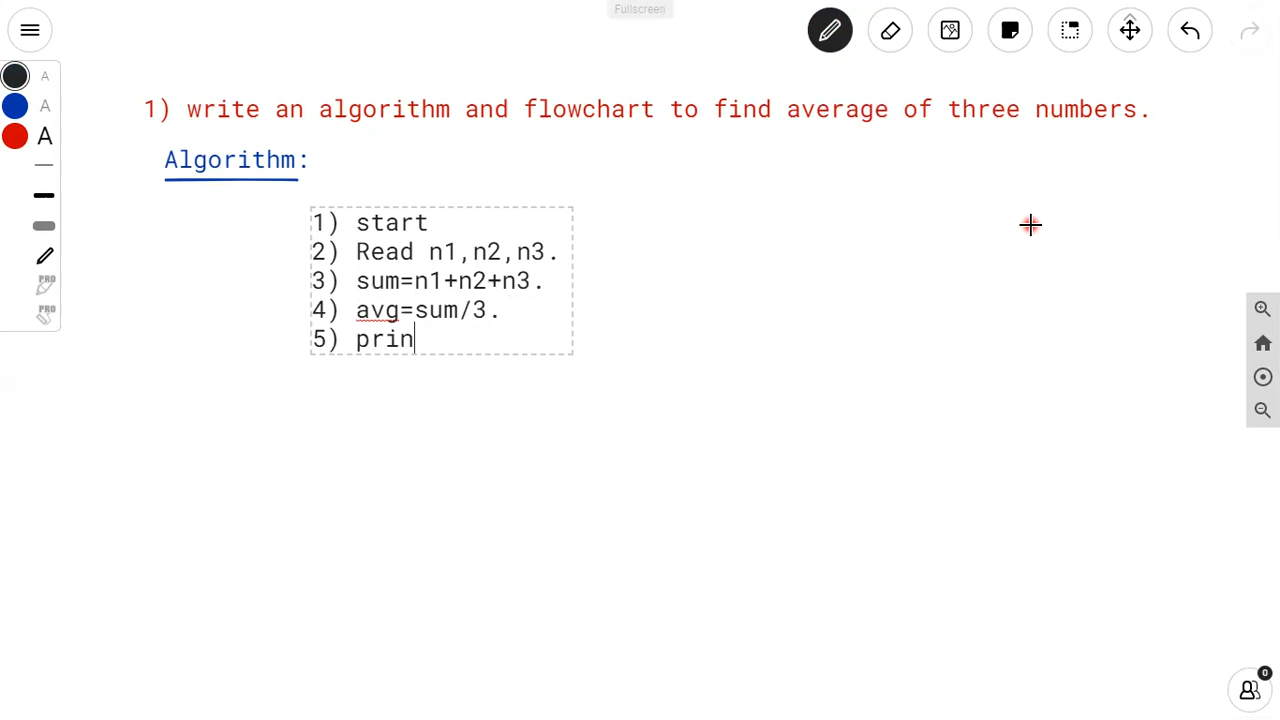 Fullscreen
A
A
A
PRO
PRO
1) write an algorithm and flowchart to find average of three numbers.
Algorithm:
1) start
2) Read n1,n2,n3.
3) sum=n1+n2+n3.
4) avg=sum/3.
5) prin
0